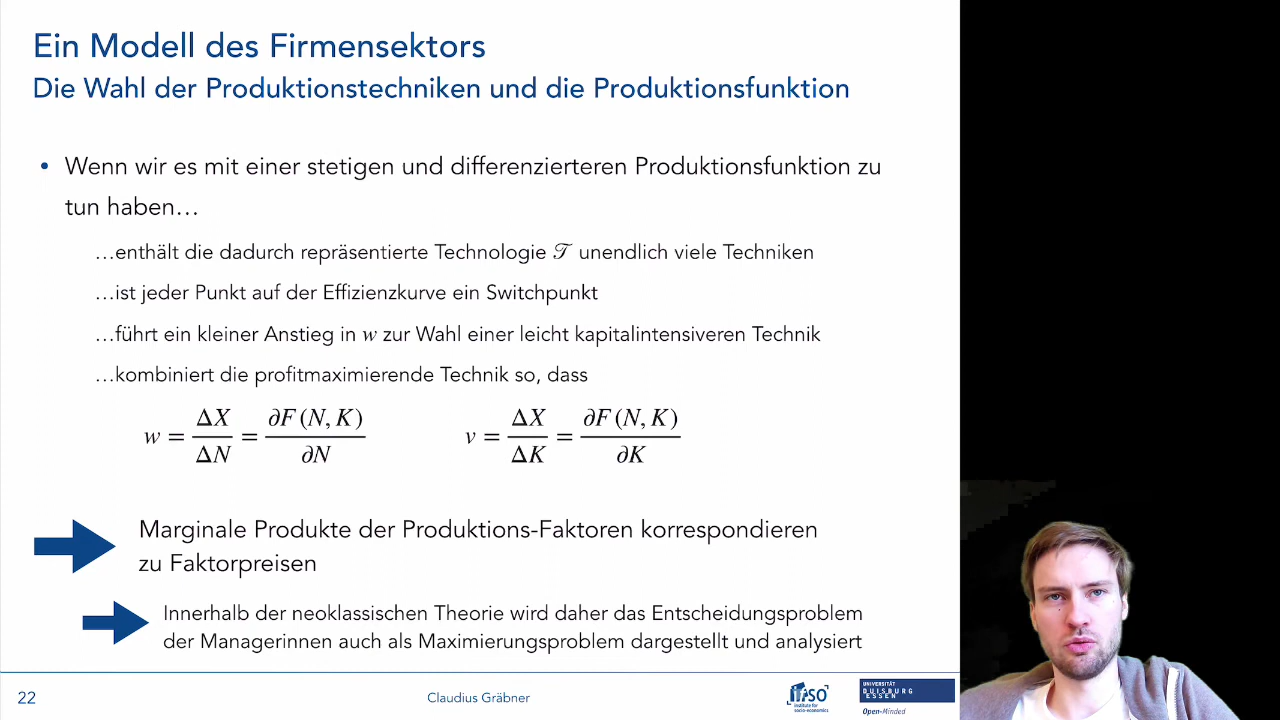 Ein Modell des Firmensektors
Die Wahl der Produktionstechniken und die Produktionsfunktion
• Wenn wir es mit einer stetigen und differenzierteren Produktionsfunktion zu
tun haben…
…enthält die dadurch repräsentierte Technologie 𝒯 unendlich viele Techniken
…ist jeder Punkt auf der Effizienzkurve ein Switchpunkt
…führt ein kleiner Anstieg in w zur Wahl einer leicht kapitalintensiveren Technik
…kombiniert die profitmaximierende Technik so, dass
w = ΔX/ΔN = ∂F(N, K)/∂N    v = ΔX/ΔK = ∂F(N, K)/∂K
Marginale Produkte der Produktions-Faktoren korrespondieren
zu Faktorpreisen
Innerhalb der neoklassischen Theorie wird daher das Entscheidungsproblem
der Managerinnen auch als Maximierungsproblem dargestellt und analysiert
22
Claudius Gräbner
ifso
institute for
socio-economics
UNIVERSITÄT
DUISBURG
ESSEN
Open-Minded